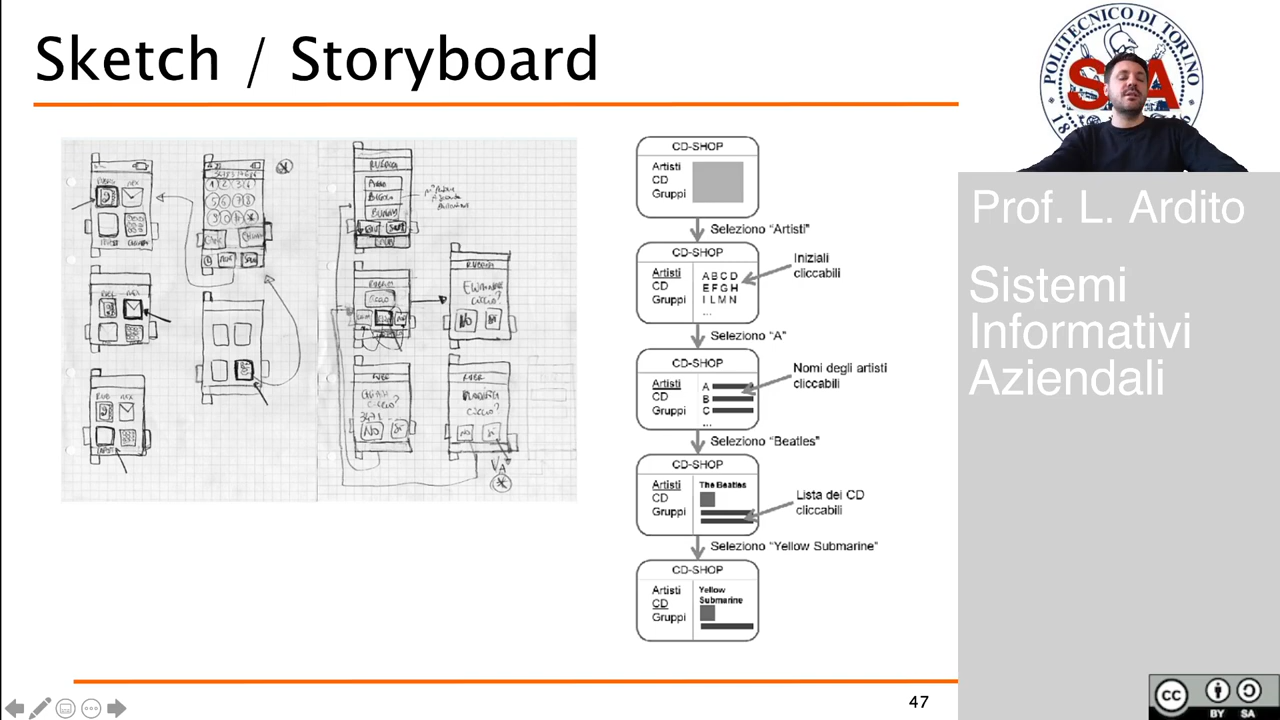 Sketch / Storyboard
CD-SHOP
Artisti
CD
Gruppi
Seleziono “Artisti”
CD-SHOP
Artisti
CD
Gruppi
A B C D
E F G H
I L M N
...
Iniziali
cliccabili
Seleziono “A”
CD-SHOP
Artisti
CD
Gruppi
A
B
C
...
Nomi degli artisti
cliccabili
Seleziono “Beatles”
CD-SHOP
Artisti
CD
Gruppi
The Beatles
Lista dei CD
cliccabili
Seleziono “Yellow Submarine”
CD-SHOP
Artisti
CD
Gruppi
Yellow
Submarine
47
POLITECNICO DI TORINO
Prof. L. Ardito
Sistemi
Informativi
Aziendali
CC
BY SA